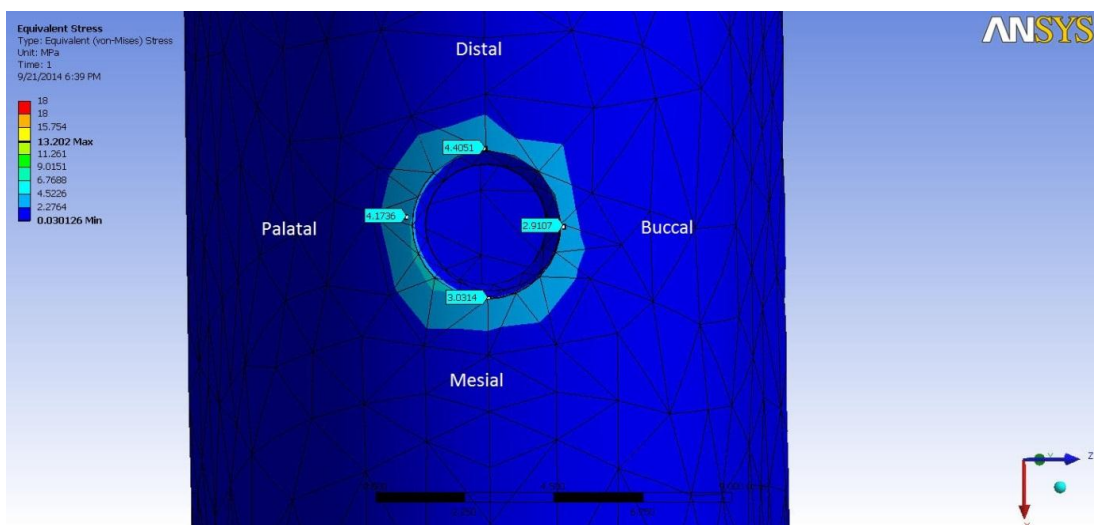 Equivalent Stress
Type: Equivalent (von-Mises) Stress
Unit: MPa
Time: 1
9/21/2014 6:39 PM
18
18
15.754
13.202 Max
11.261
9.0151
6.7688
4.5226
2.2764
0.030126 Min
ANSYS
Distal
4.4051
4.1736
Palatal
2.9107
Buccal
3.0314
Mesial
Y
Z